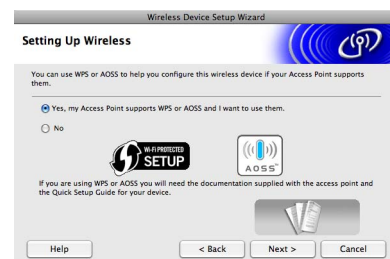 Wireless Device Setup Wizard
Setting Up Wireless
You can use WPS or AOSS to help you configure this wireless device if your Access Point supports
them.
Yes, my Access Point supports WPS or AOSS and I want to use them.
No
Wi-Fi PROTECTED
SETUP
AOSS™
If you are using WPS or AOSS you will need the documentation supplied with the access point and
the Quick Setup Guide for your device.
Help
< Back
Next >
Cancel